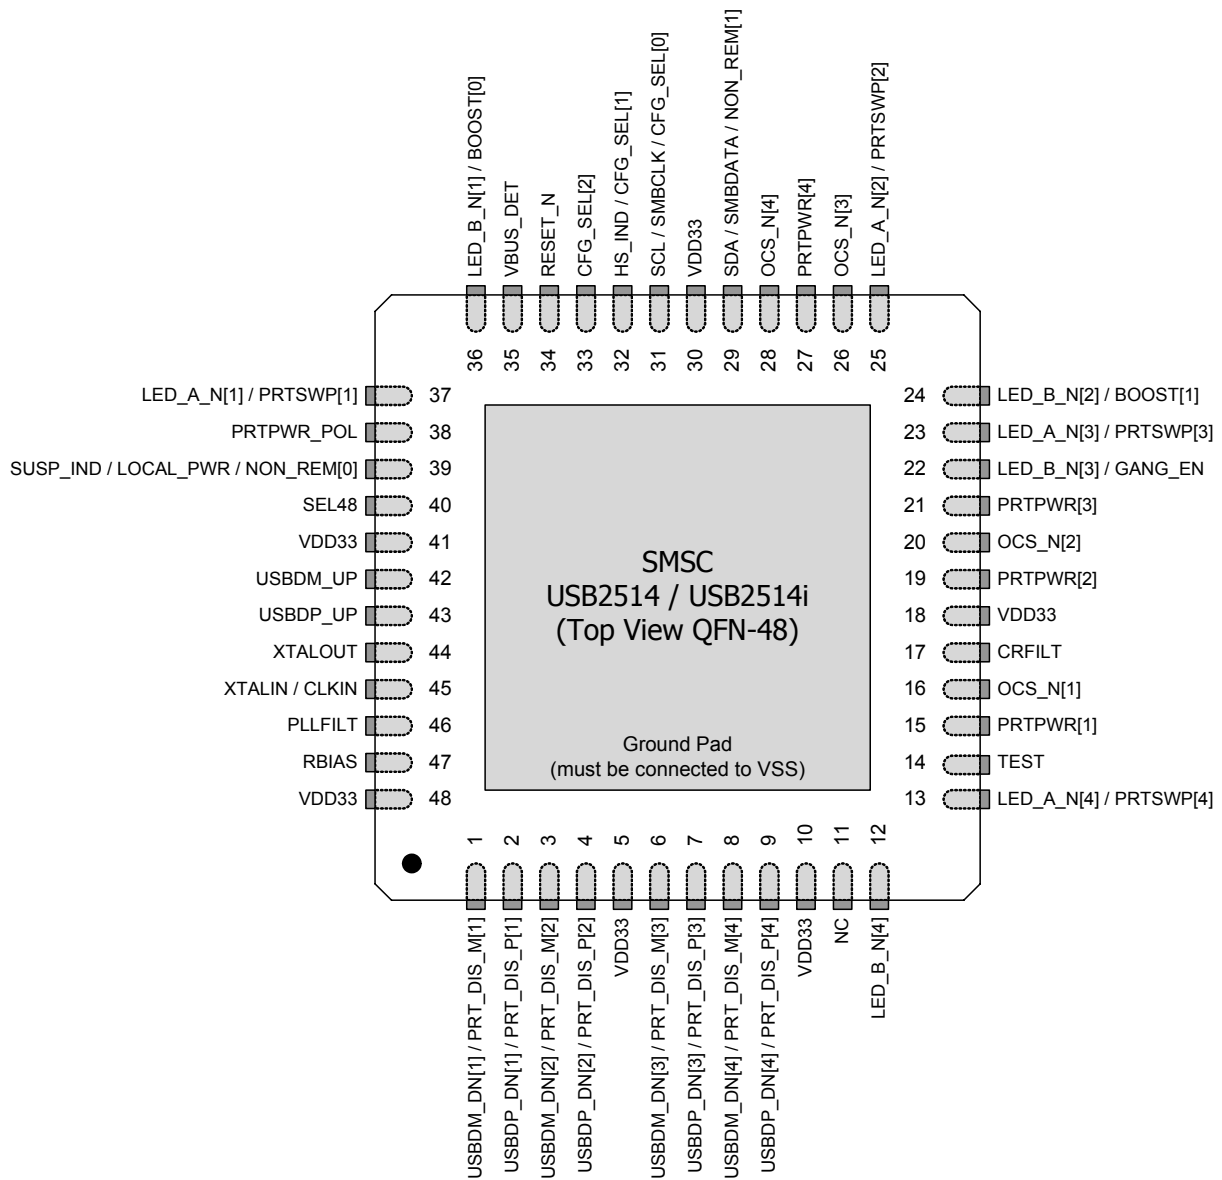 LED_B_N[1] / BOOST[0]
VBUS_DET
RESET_N
CFG_SEL[2]
HS_IND / CFG_SEL[1]
SCL / SMBCLK / CFG_SEL[0]
VDD33
SDA / SMBDATA / NON_REM[1]
OCS_N[4]
PRTPWR[4]
OCS_N[3]
LED_A_N[2] / PRTSWP[2]
36
35
34
33
32
31
30
29
28
27
26
25
LED_A_N[1] / PRTSWP[1] 37
PRTPWR_POL 38
SUSP_IND / LOCAL_PWR / NON_REM[0] 39
SEL48 40
VDD33 41
USBDM_UP 42
USBDP_UP 43
XTALOUT 44
XTALIN / CLKIN 45
PLLFILT 46
RBIAS 47
VDD33 48
SMSC
USB2514 / USB2514i
(Top View QFN-48)
Ground Pad
(must be connected to VSS)
24 LED_B_N[2] / BOOST[1]
23 LED_A_N[3] / PRTSWP[3]
22 LED_B_N[3] / GANG_EN
21 PRTPWR[3]
20 OCS_N[2]
19 PRTPWR[2]
18 VDD33
17 CRFILT
16 OCS_N[1]
15 PRTPWR[1]
14 TEST
13 LED_A_N[4] / PRTSWP[4]
1
2
3
4
5
6
7
8
9
10
11
12
USBDM_DN[1] / PRT_DIS_M[1]
USBDP_DN[1] / PRT_DIS_P[1]
USBDM_DN[2] / PRT_DIS_M[2]
USBDP_DN[2] / PRT_DIS_P[2]
VDD33
USBDM_DN[3] / PRT_DIS_M[3]
USBDP_DN[3] / PRT_DIS_P[3]
USBDM_DN[4] / PRT_DIS_M[4]
USBDP_DN[4] / PRT_DIS_P[4]
VDD33
NC
LED_B_N[4]